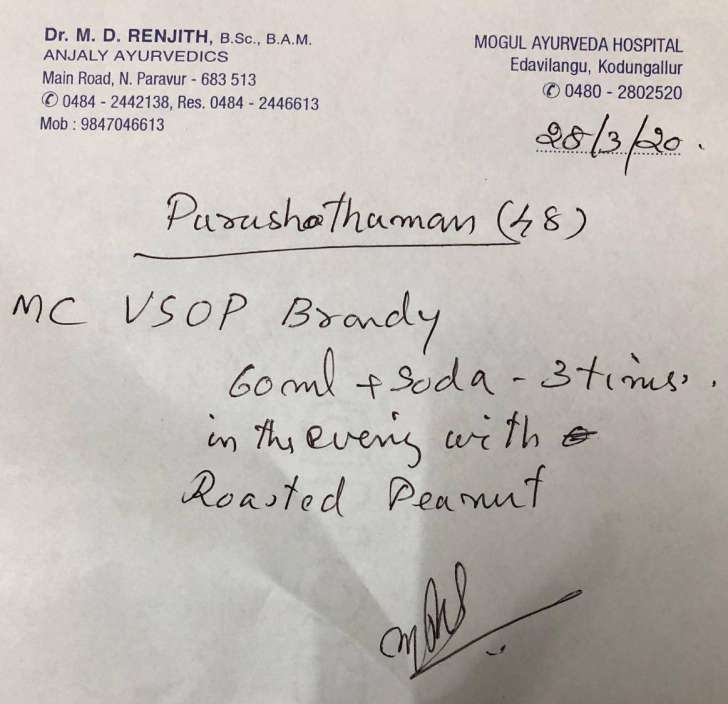 Dr. M. D. RENJITH, B.Sc., B.A.M.
ANJALY AYURVEDICS
Main Road, N. Paravur - 683 513
✆ 0484 - 2442138, Res. 0484 - 2446613
Mob : 9847046613
MOGUL AYURVEDA HOSPITAL
Edavilangu, Kodungallur
✆ 0480 - 2802520
28/3/20.
Purushothaman (48)
MC VSOP Brandy
60ml + Soda - 3 times.
in the evening with
Roasted Peanut